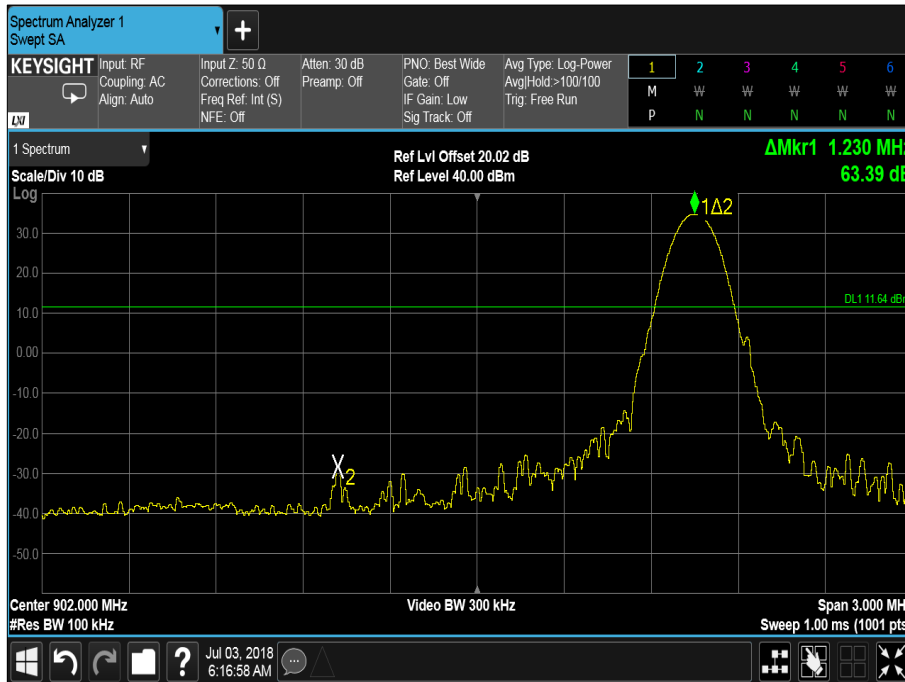 Spectrum Analyzer 1
Swept SA
+
KEYSIGHT
LXI
Input: RF
Coupling: AC
Align: Auto
Input Z: 50 Ω
Corrections: Off
Freq Ref: Int (S)
NFE: Off
Atten: 30 dB
Preamp: Off
PNO: Best Wide
Gate: Off
IF Gain: Low
Sig Track: Off
Avg Type: Log-Power
Avg|Hold:>100/100
Trig: Free Run
1 2 3 4 5 6
M W W W W W
P N N N N N
1 Spectrum
Scale/Div 10 dB
Ref Lvl Offset 20.02 dB
Ref Level 40.00 dBm
ΔMkr1 1.230 MHz
63.39 dB
Log
1Δ2
30.0
20.0
DL1 11.64 dBm
10.0
0.00
-10.0
-20.0
-30.0
X2
-40.0
-50.0
Center 902.000 MHz
#Res BW 100 kHz
Video BW 300 kHz
Span 3.000 MH
Sweep 1.00 ms (1001 pts
?
Jul 03, 2018
6:16:58 AM